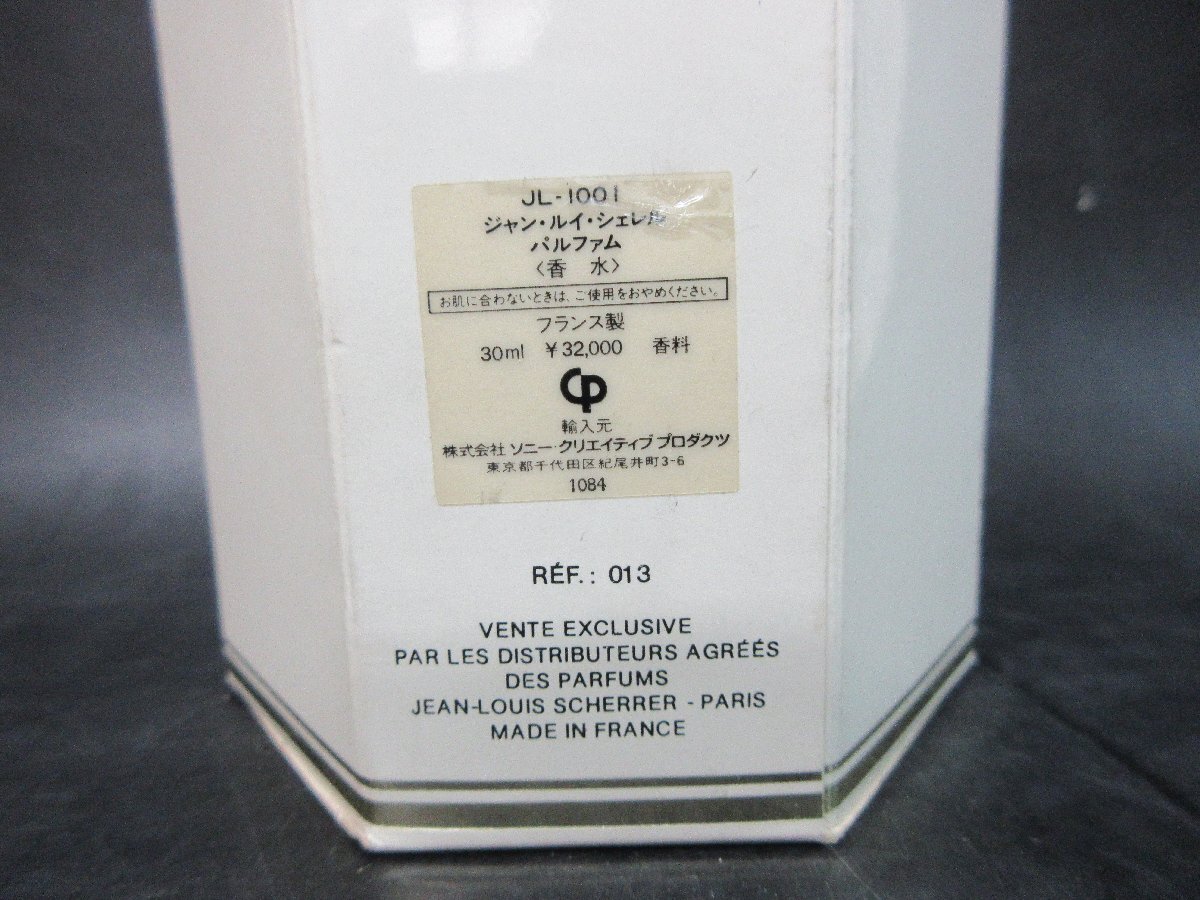 JL-1001
ジャン・ルイ・シェレル
パルファム
〈香 水〉
お肌に合わないときは、ご使用をおやめください。
フランス製
30ml ¥32,000 香料
CP
輸入元
株式会社 ソニー・クリエイティブ プロダクツ
東京都千代田区紀尾井町3-6
1084
RÉF.: 013
VENTE EXCLUSIVE
PAR LES DISTRIBUTEURS AGRÉÉS
DES PARFUMS
JEAN-LOUIS SCHERRER - PARIS
MADE IN FRANCE